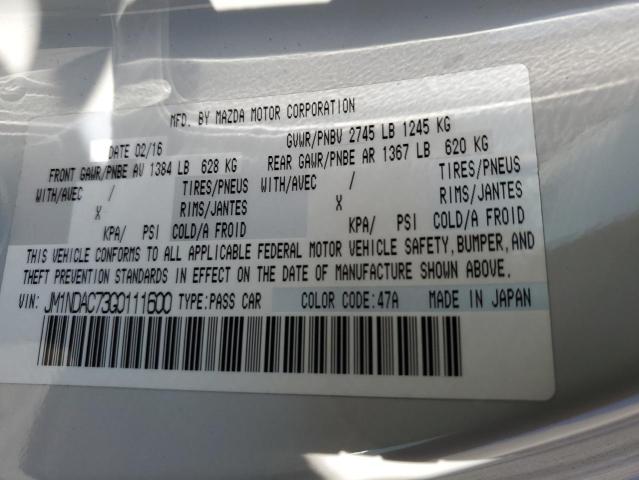 MFD. BY MAZDA MOTOR CORPORATION
DATE 02/16 GVWR/PNBV 2745 LB 1245 KG
FRONT GAWR/PNBE AV 1384 LB 628 KG REAR GAWR/PNBE AR 1367 LB 620 KG
WITH/AVEC / TIRES/PNEUS WITH/AVEC / TIRES/PNEUS
X RIMS/JANTES X RIMS/JANTES
KPA/ PSI COLD/A FROID KPA/ PSI COLD/A FROID
THIS VEHICLE CONFORMS TO ALL APPLICABLE FEDERAL MOTOR VEHICLE SAFETY, BUMPER, AND
THEFT PREVENTION STANDARDS IN EFFECT ON THE DATE OF MANUFACTURE SHOWN ABOVE.
VIN: JM1NDAC73G0111600 TYPE:PASS CAR COLOR CODE:47A MADE IN JAPAN